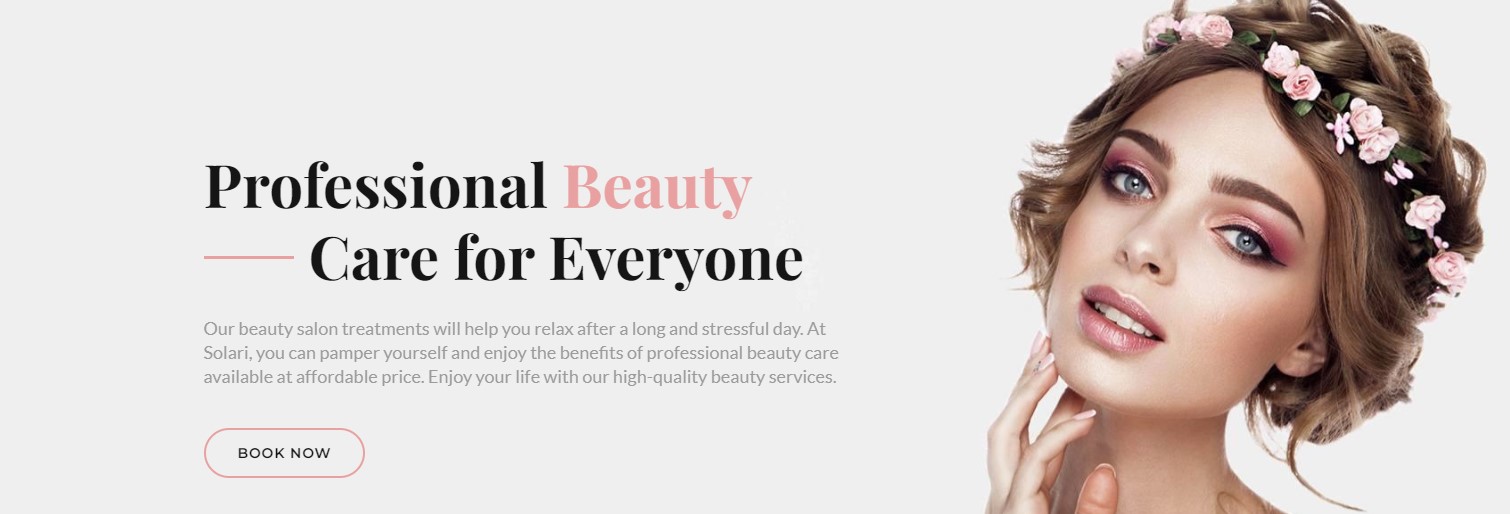 Professional Beauty
Care for Everyone
Our beauty salon treatments will help you relax after a long and stressful day. At
Solari, you can pamper yourself and enjoy the benefits of professional beauty care
available at affordable price. Enjoy your life with our high-quality beauty services.
BOOK NOW